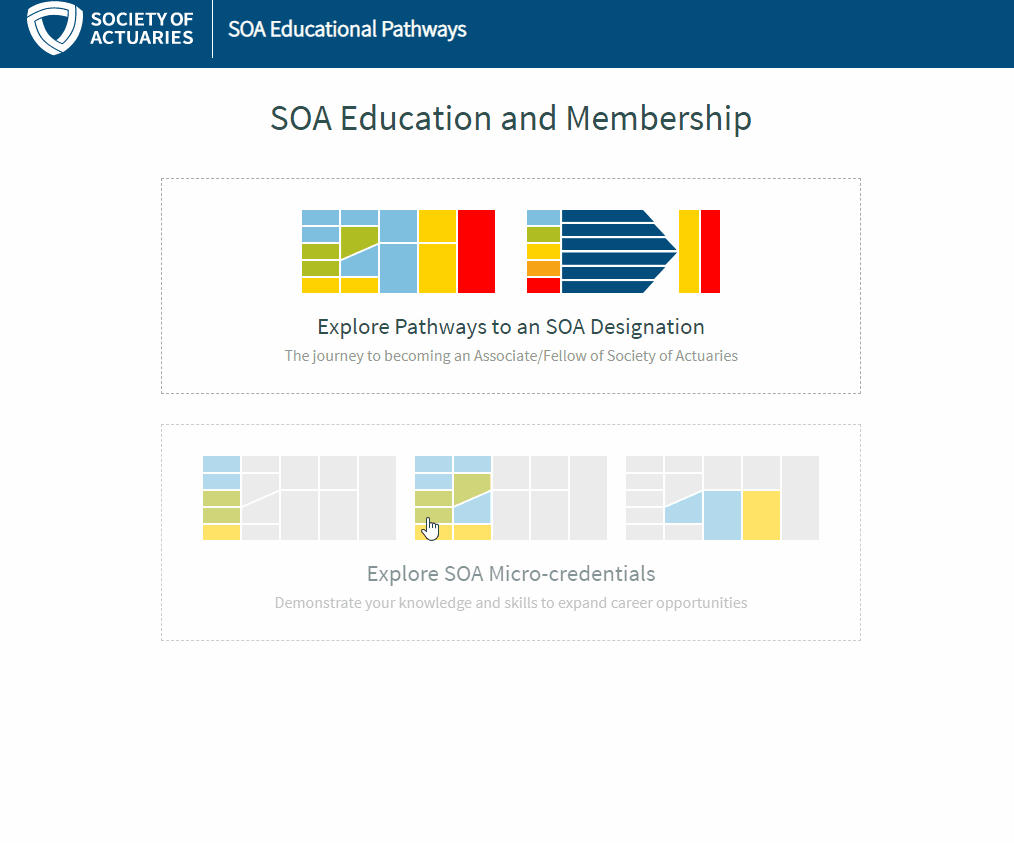 SOCIETY OF
ACTUARIES
SOA Educational Pathways
SOA Education and Membership
Explore Pathways to an SOA Designation
The journey to becoming an Associate/Fellow of Society of Actuaries
Explore SOA Micro-credentials
Demonstrate your knowledge and skills to expand career opportunities